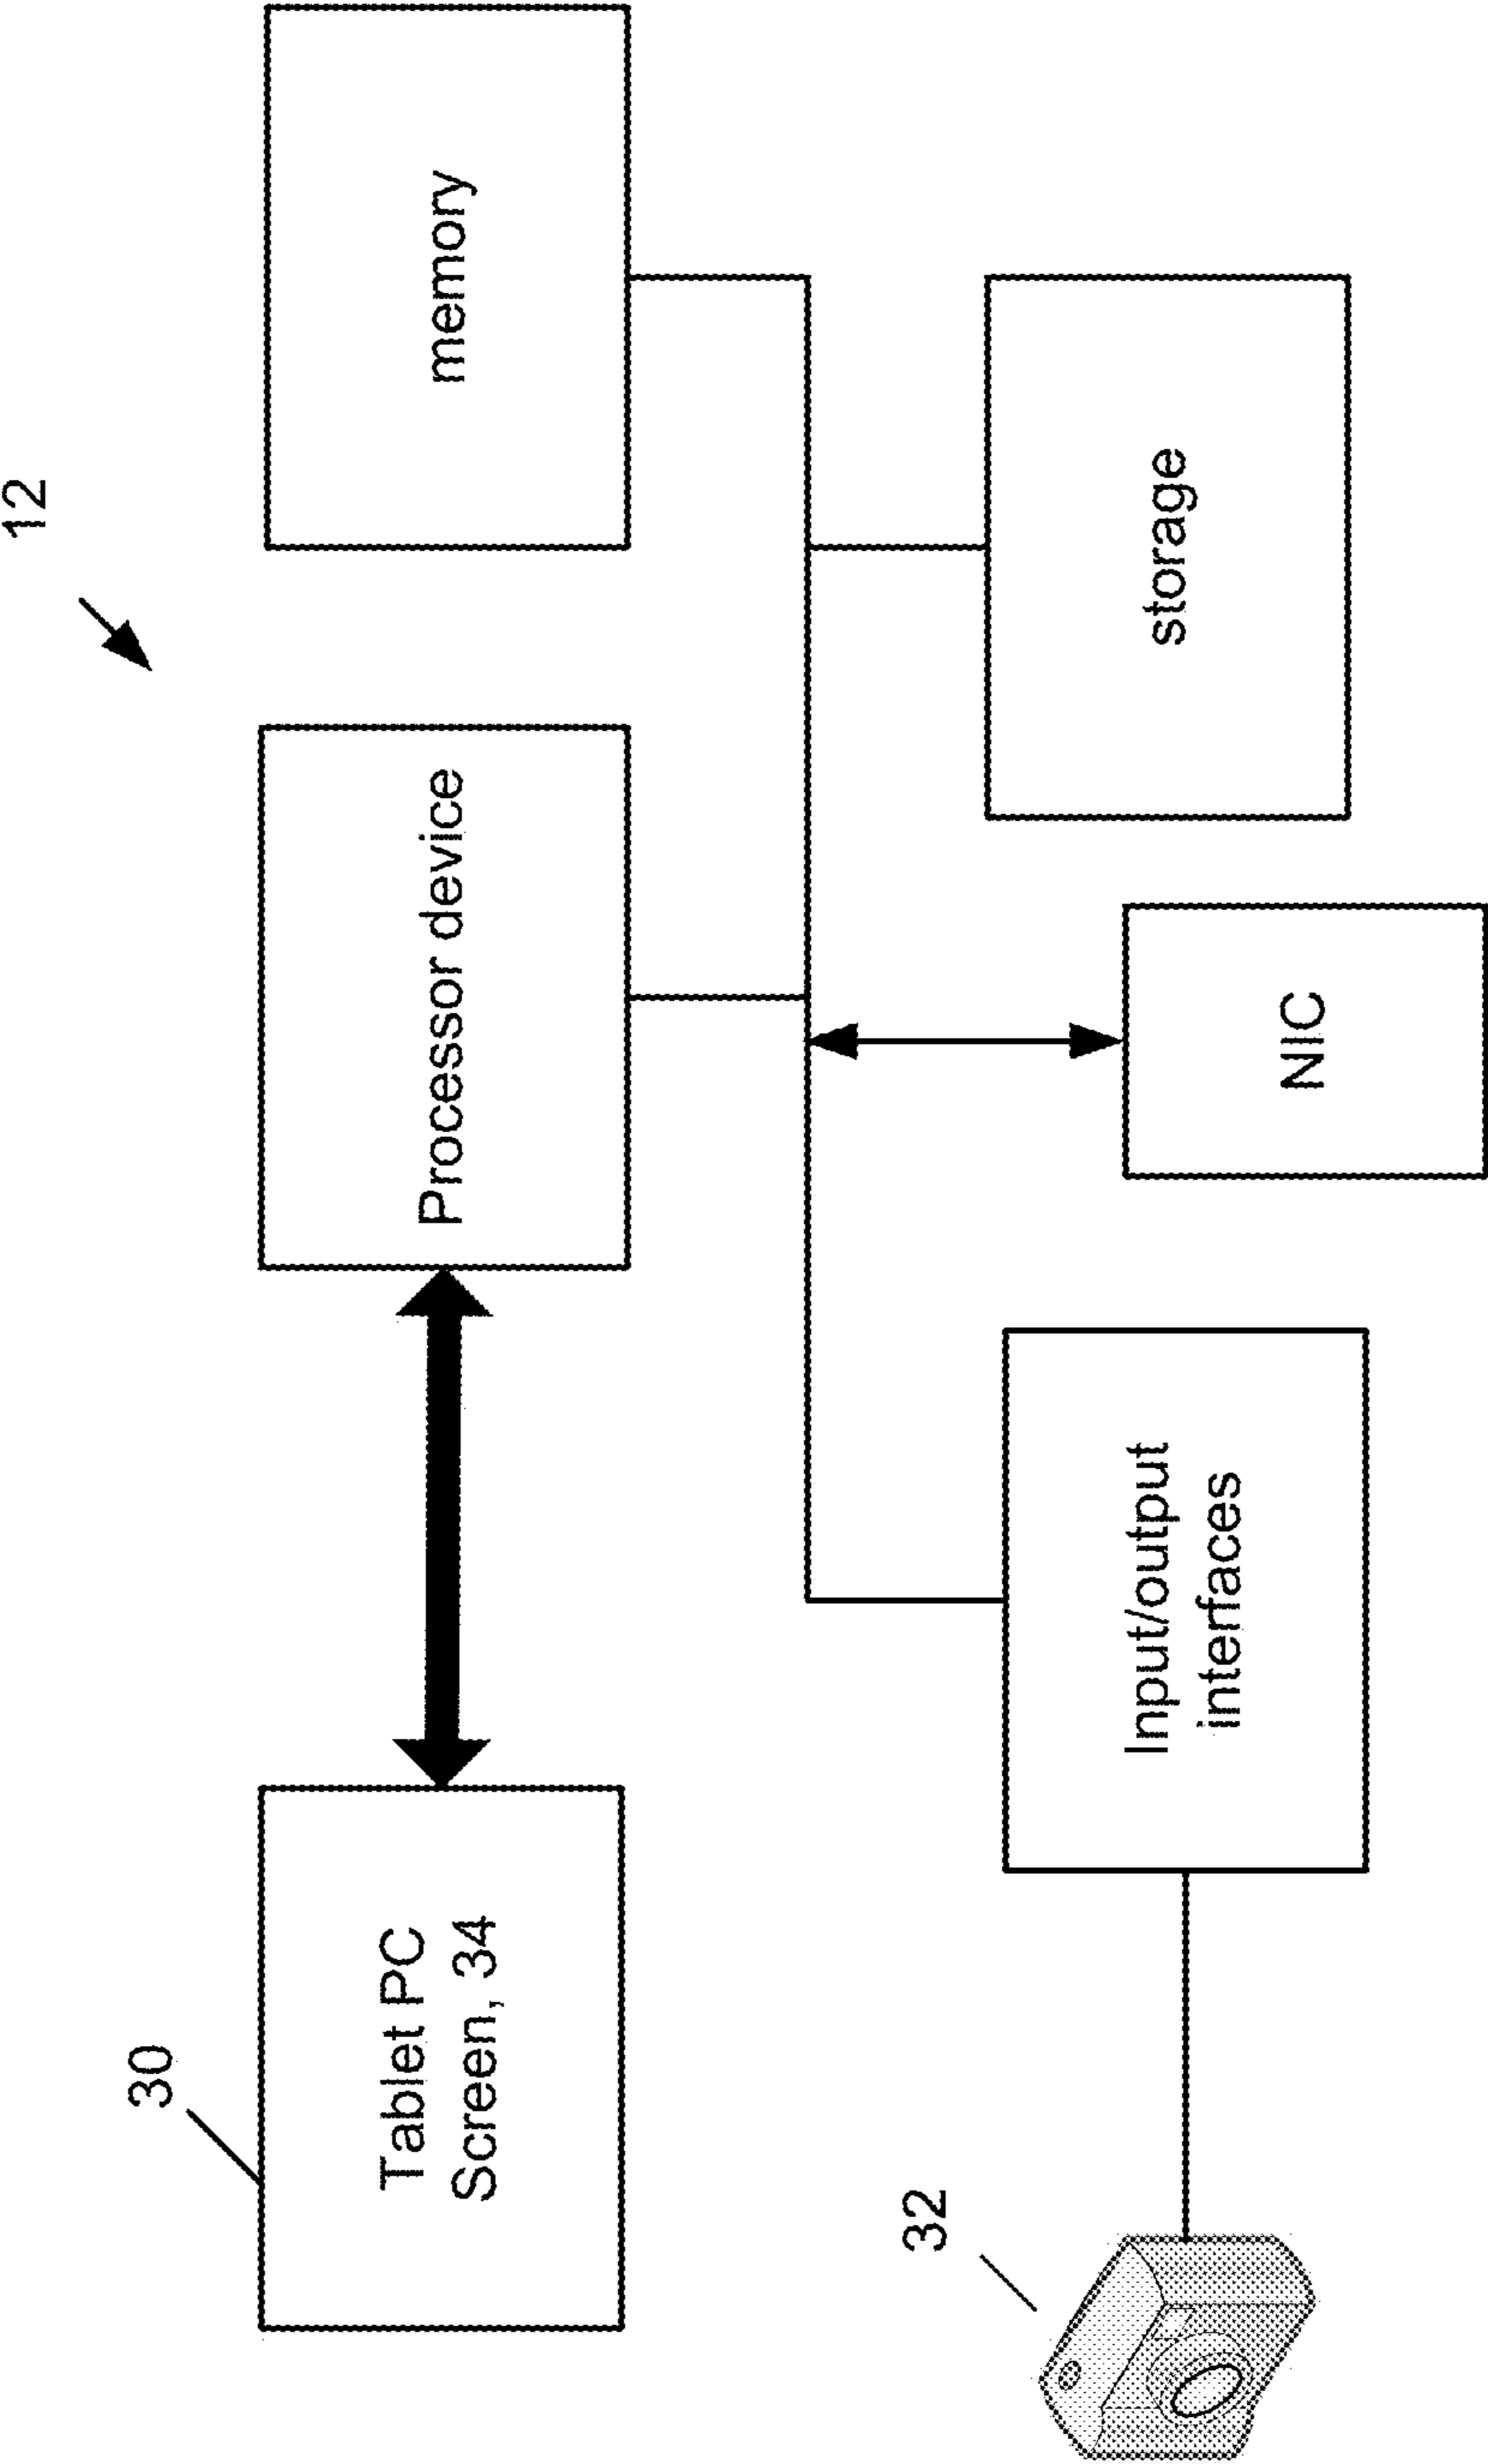 12
30
Tablet PC
Screen, 34
Processor device
memory
32
Input/output
interfaces
NIC
storage